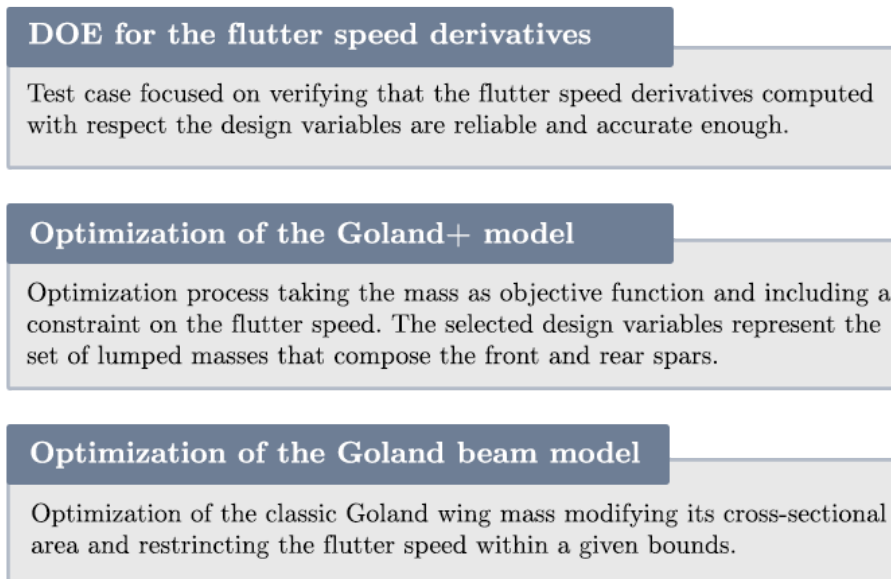 DOE for the flutter speed derivatives
Test case focused on verifying that the flutter speed derivatives computed
with respect the design variables are reliable and accurate enough.
Optimization of the Goland+ model
Optimization process taking the mass as objective function and including a
constraint on the flutter speed. The selected design variables represent the
set of lumped masses that compose the front and rear spars.
Optimization of the Goland beam model
Optimization of the classic Goland wing mass modifying its cross-sectional
area and restrincting the flutter speed within a given bounds.